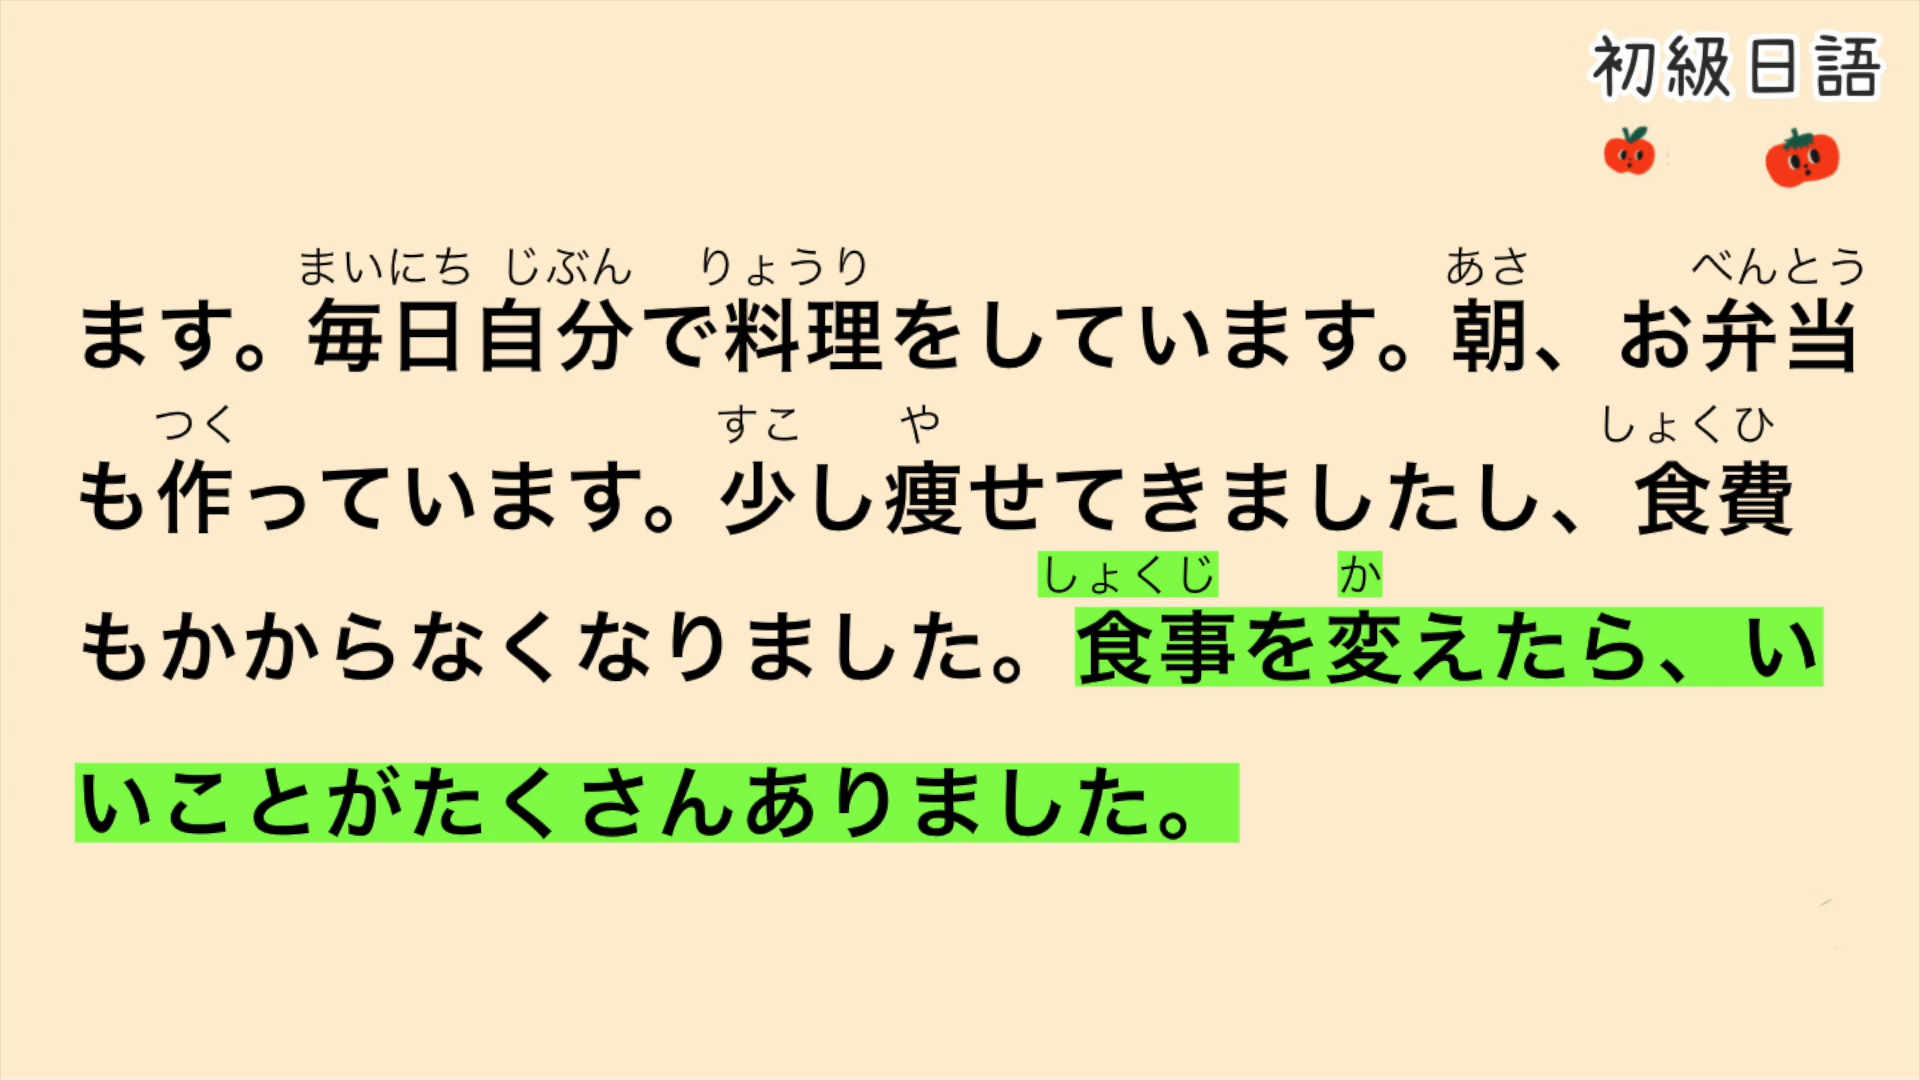 初級日語
まいにち じぶん りょうり あさ べんとう
ます。毎日自分で料理をしています。朝、お弁当
つく すこ や しょくひ
も作っています。少し痩せてきましたし、食費
しょくじ か
もかからなくなりました。食事を変えたら、い
いことがたくさんありました。